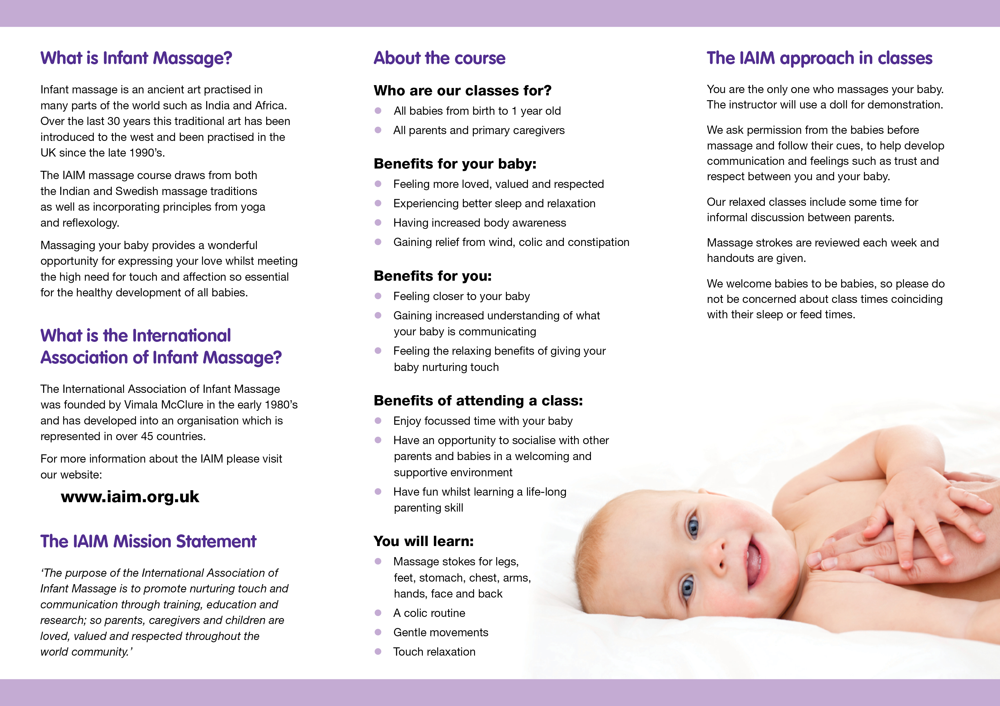 What is Infant Massage?
Infant massage is an ancient art practised in
many parts of the world such as India and Africa.
Over the last 30 years this traditional art has been
introduced to the west and been practised in the
UK since the late 1990’s.
The IAIM massage course draws from both
the Indian and Swedish massage traditions
as well as incorporating principles from yoga
and reflexology.
Massaging your baby provides a wonderful
opportunity for expressing your love whilst meeting
the high need for touch and affection so essential
for the healthy development of all babies.
What is the International
Association of Infant Massage?
The International Association of Infant Massage
was founded by Vimala McClure in the early 1980’s
and has developed into an organisation which is
represented in over 45 countries.
For more information about the IAIM please visit
our website:
www.iaim.org.uk
The IAIM Mission Statement
‘The purpose of the International Association of
Infant Massage is to promote nurturing touch and
communication through training, education and
research; so parents, caregivers and children are
loved, valued and respected throughout the
world community.’
About the course
Who are our classes for?
All babies from birth to 1 year old
All parents and primary caregivers
Benefits for your baby:
Feeling more loved, valued and respected
Experiencing better sleep and relaxation
Having increased body awareness
Gaining relief from wind, colic and constipation
Benefits for you:
Feeling closer to your baby
Gaining increased understanding of what
your baby is communicating
Feeling the relaxing benefits of giving your
baby nurturing touch
Benefits of attending a class:
Enjoy focussed time with your baby
Have an opportunity to socialise with other
parents and babies in a welcoming and
supportive environment
Have fun whilst learning a life-long
parenting skill
You will learn:
Massage stokes for legs,
feet, stomach, chest, arms,
hands, face and back
A colic routine
Gentle movements
Touch relaxation
The IAIM approach in classes
You are the only one who massages your baby.
The instructor will use a doll for demonstration.
We ask permission from the babies before
massage and follow their cues, to help develop
communication and feelings such as trust and
respect between you and your baby.
Our relaxed classes include some time for
informal discussion between parents.
Massage strokes are reviewed each week and
handouts are given.
We welcome babies to be babies, so please do
not be concerned about class times coinciding
with their sleep or feed times.